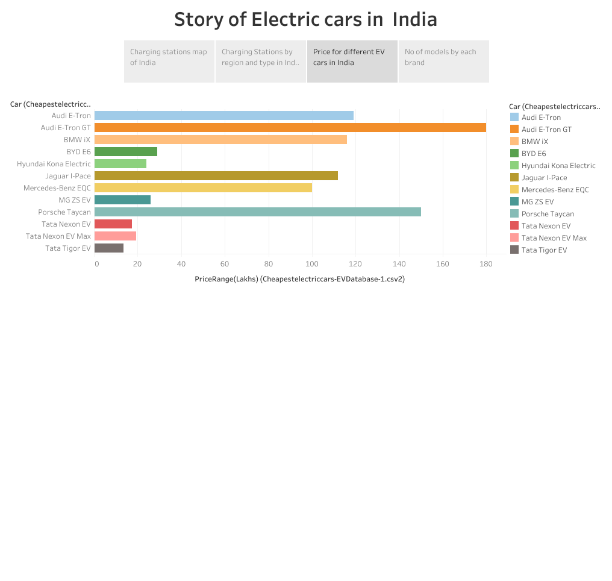 Story of Electric cars in  India
Charging stations map
of India
Charging Stations by
region and type in Ind..
Price for different EV
cars in India
No of models by each
brand
Car (Cheapestelectricc..
Audi E-Tron
Audi E-Tron GT
BMW iX
BYD E6
Hyundai Kona Electric
Jaguar I-Pace
Mercedes-Benz EQC
MG ZS EV
Porsche Taycan
Tata Nexon EV
Tata Nexon EV Max
Tata Tigor EV
0 20 40 60 80 100 120 140 160 180
PriceRange(Lakhs) (Cheapestelectriccars-EVDatabase-1.csv2)
Car (Cheapestelectriccars..
Audi E-Tron
Audi E-Tron GT
BMW iX
BYD E6
Hyundai Kona Electric
Jaguar I-Pace
Mercedes-Benz EQC
MG ZS EV
Porsche Taycan
Tata Nexon EV
Tata Nexon EV Max
Tata Tigor EV